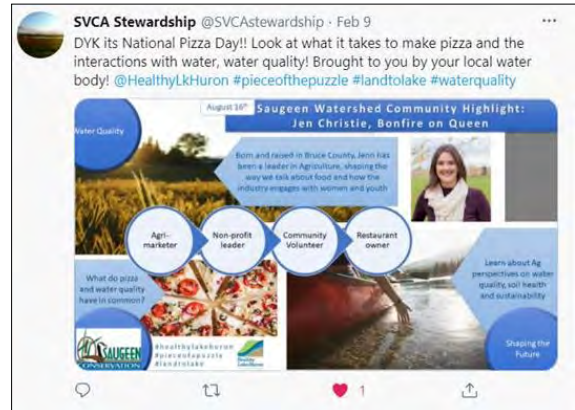 SVCA Stewardship @SVCAstewardship · Feb 9
DYK its National Pizza Day!! Look at what it takes to make pizza and the
interactions with water, water quality! Brought to you by your local water
body! @HealthyLkHuron #pieceofthepuzzle #landtolake #waterquality
August 16th
Saugeen Watershed Community Highlight:
Jen Christie, Bonfire on Queen
Water Quality
Born and raised in Bruce County, Jenn has
been a leader in Agriculture, shaping the
way we talk about food and how the
industry engages with women and youth
Agri-
marketer
Non-profit
leader
Community
Volunteer
Restaurant
owner
What do pizza
and water quality
have in common?
Learn about Ag
perspectives on water
quality, soil health
and sustainability
SAUGEEN
CONSERVATION
#healthylakehuron
#pieceofapuzzle
#landtolake
Healthy
Lake Huron
Shaping the
Future
1